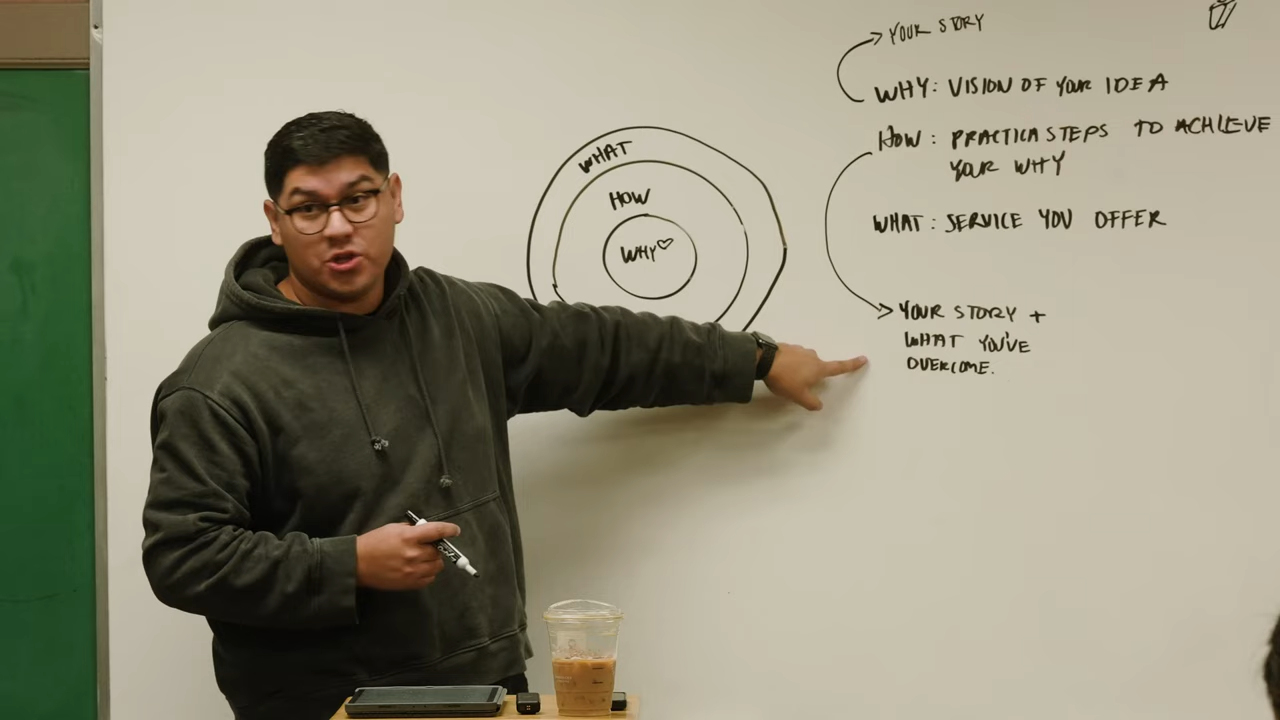 WHAT
HOW
WHY♡
YOUR STORY
WHY: VISION OF YOUR IDEA
HOW: PRACTICA STEPS TO ACHIEVE
YOUR WHY
WHAT: SERVICE YOU OFFER
YOUR STORY +
WHAT YOU'VE
OVERCOME.